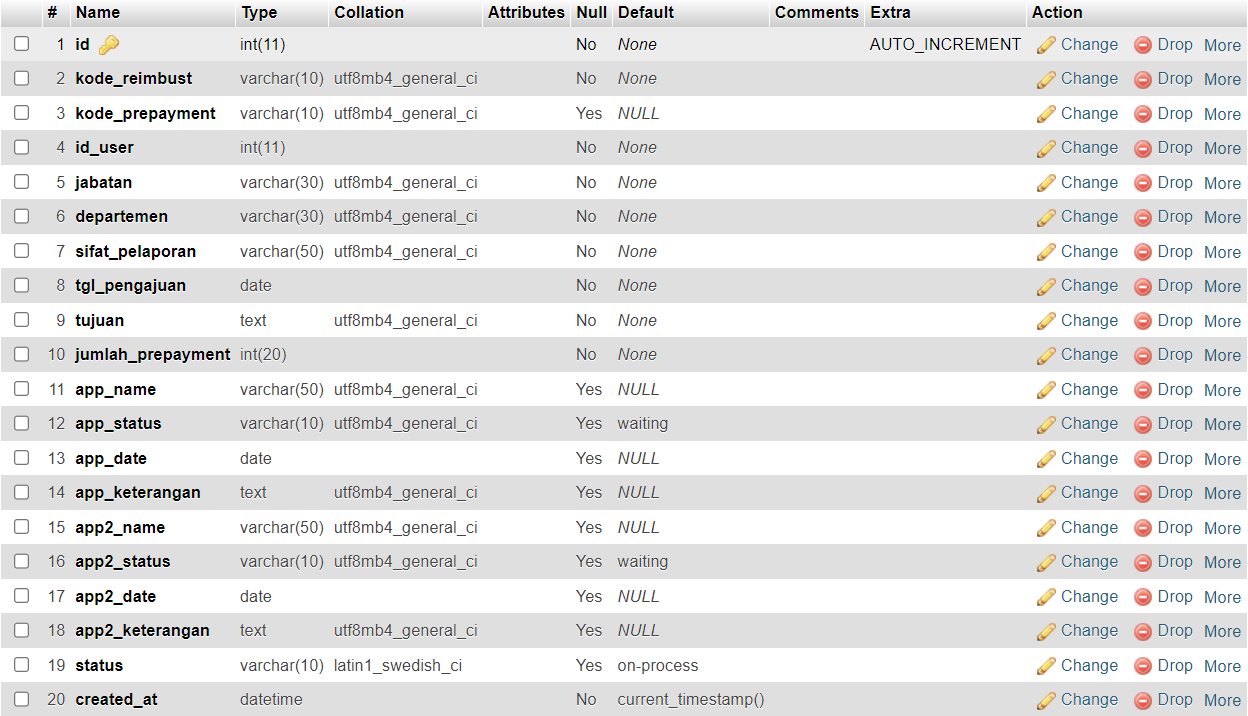 # Name Type Collation Attributes Null Default Comments Extra Action
1 id int(11) No None AUTO_INCREMENT Change Drop More
2 kode_reimbust varchar(10) utf8mb4_general_ci No None Change Drop More
3 kode_prepayment varchar(10) utf8mb4_general_ci Yes NULL Change Drop More
4 id_user int(11) No None Change Drop More
5 jabatan varchar(30) utf8mb4_general_ci No None Change Drop More
6 departemen varchar(30) utf8mb4_general_ci No None Change Drop More
7 sifat_pelaporan varchar(50) utf8mb4_general_ci No None Change Drop More
8 tgl_pengajuan date No None Change Drop More
9 tujuan text utf8mb4_general_ci No None Change Drop More
10 jumlah_prepayment int(20) No None Change Drop More
11 app_name varchar(50) utf8mb4_general_ci Yes NULL Change Drop More
12 app_status varchar(10) utf8mb4_general_ci Yes waiting Change Drop More
13 app_date date Yes NULL Change Drop More
14 app_keterangan text utf8mb4_general_ci Yes NULL Change Drop More
15 app2_name varchar(50) utf8mb4_general_ci Yes NULL Change Drop More
16 app2_status varchar(10) utf8mb4_general_ci Yes waiting Change Drop More
17 app2_date date Yes NULL Change Drop More
18 app2_keterangan text utf8mb4_general_ci Yes NULL Change Drop More
19 status varchar(10) latin1_swedish_ci Yes on-process Change Drop More
20 created_at datetime No current_timestamp() Change Drop More